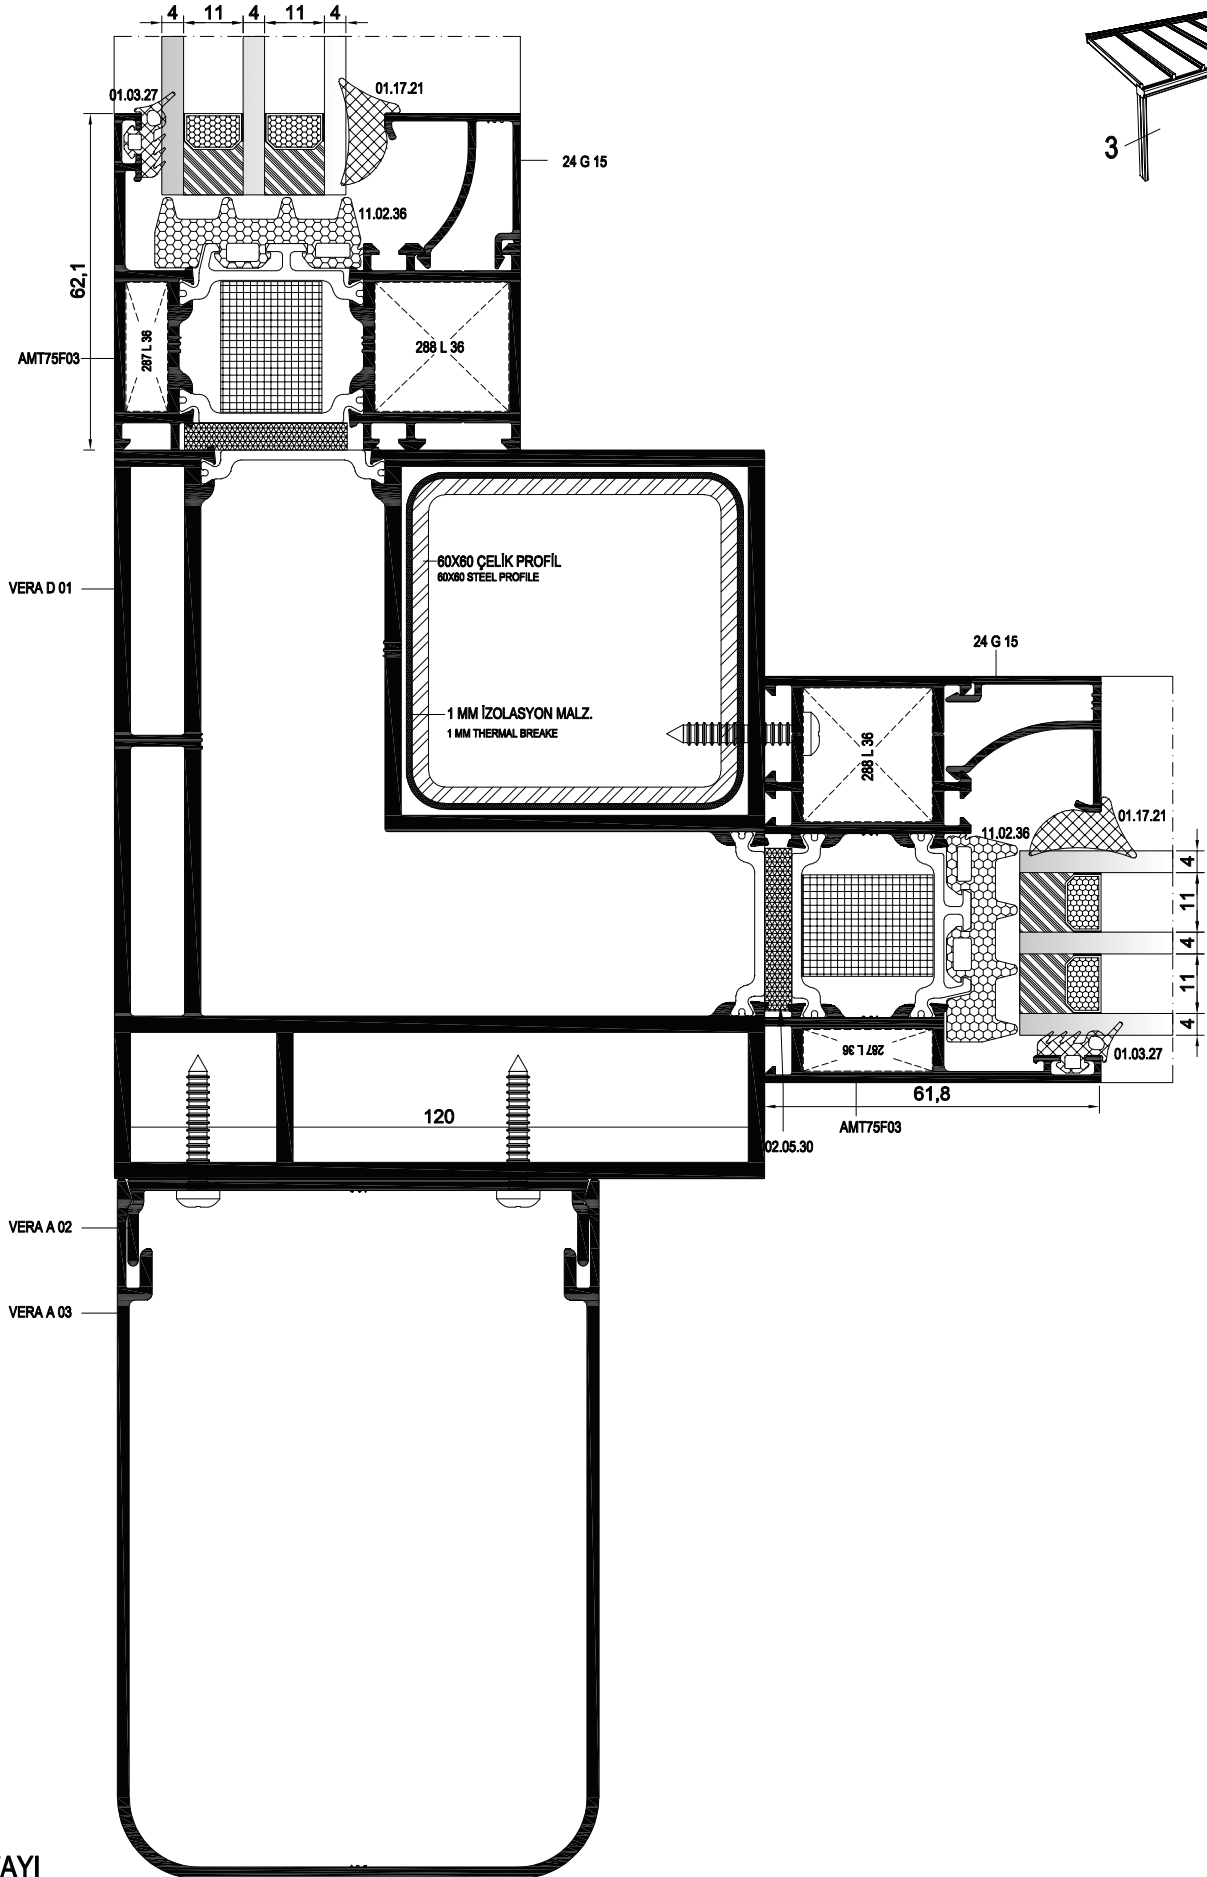 4 11 4 11 4
01.03.27
01.17.21
3
24 G 15
11.02.36
62,1
287 L 36
288 L 36
AMT75F03
60X60 ÇELİK PROFİL
60X60 STEEL PROFILE
VERA D 01
24 G 15
1 MM İZOLASYON MALZ.
1 MM THERMAL BREAKE
288 L 36
01.17.21
11.02.36
4
11
4
11
4
287 L 36
01.03.27
61,8
120
AMT75F03
02.05.30
VERA A 02
VERA A 03